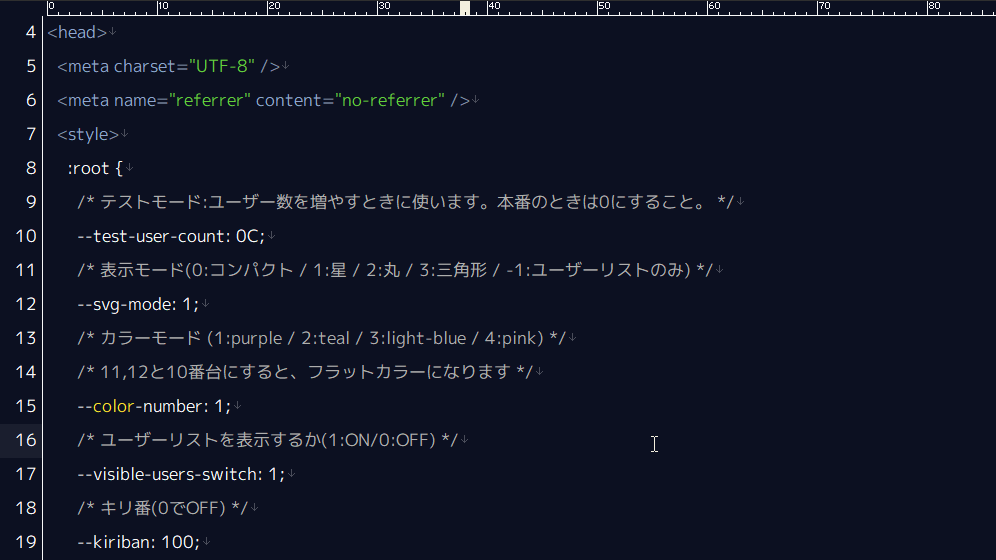 0 10 20 30 40 50 60 70 80
4 <head>↓
5 <meta charset="UTF-8" />↓
6 <meta name="referrer" content="no-referrer" />↓
7 <style>↓
8 :root {↓
9 /* テストモード:ユーザー数を増やすときに使います。本番のときは0にすること。 */↓
10 --test-user-count: 0C;↓
11 /* 表示モード(0:コンパクト / 1:星 / 2:丸 / 3:三角形 / -1:ユーザーリストのみ) */↓
12 --svg-mode: 1;↓
13 /* カラーモード (1:purple / 2:teal / 3:light-blue / 4:pink) */↓
14 /* 11,12と10番台にすると、フラットカラーになります */↓
15 --color-number: 1;↓
16 /* ユーザーリストを表示するか(1:ON/0:OFF) */↓
17 --visible-users-switch: 1;↓
18 /* キリ番(0でOFF) */↓
19 --kiriban: 100;↓